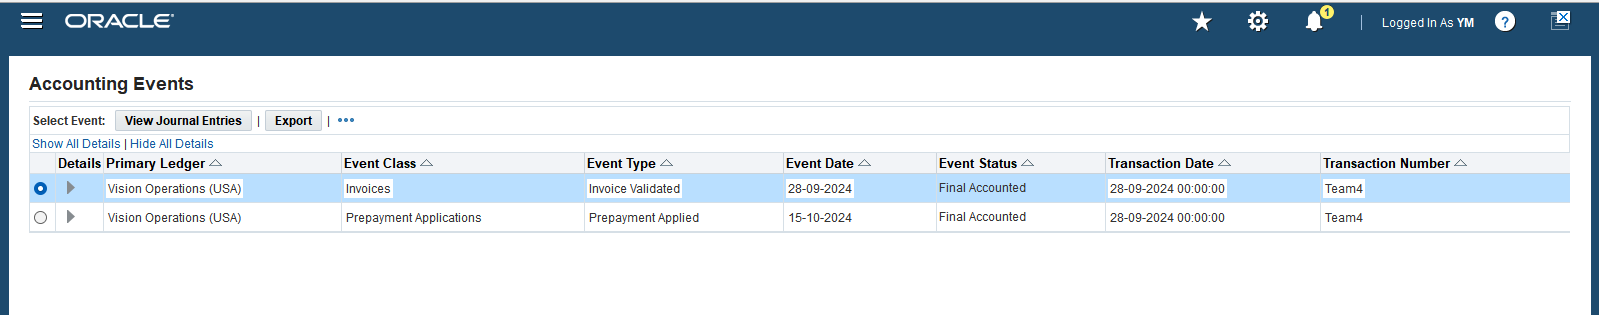 ORACLE
1
Logged In As YM
?
Accounting Events
Select Event: View Journal Entries | Export | •••
Show All Details | Hide All Details
Details Primary Ledger Event Class Event Type Event Date Event Status Transaction Date Transaction Number
Vision Operations (USA) Invoices Invoice Validated 28-09-2024 Final Accounted 28-09-2024 00:00:00 Team4
Vision Operations (USA) Prepayment Applications Prepayment Applied 15-10-2024 Final Accounted 28-09-2024 00:00:00 Team4